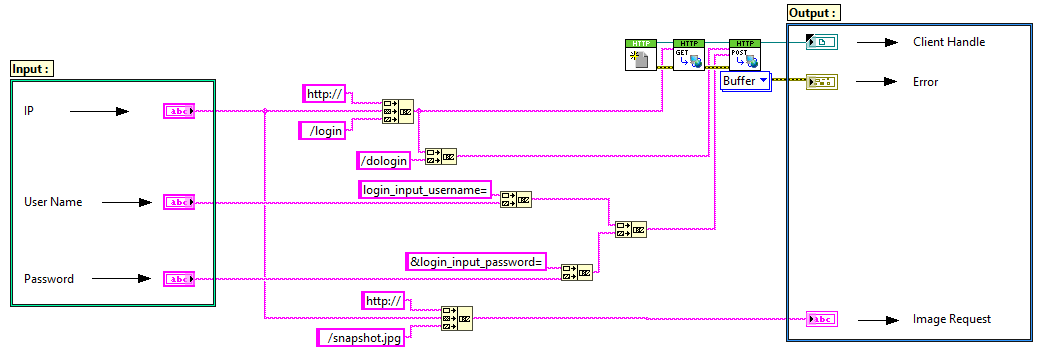 Output :
HTTP
HTTP
GET
HTTP
POST
Client Handle
Input :
Buffer
Error
http://
IP
abc
/login
/dologin
login_input_username=
User Name
abc
&login_input_password=
Password
abc
http://
abc
Image Request
/snapshot.jpg